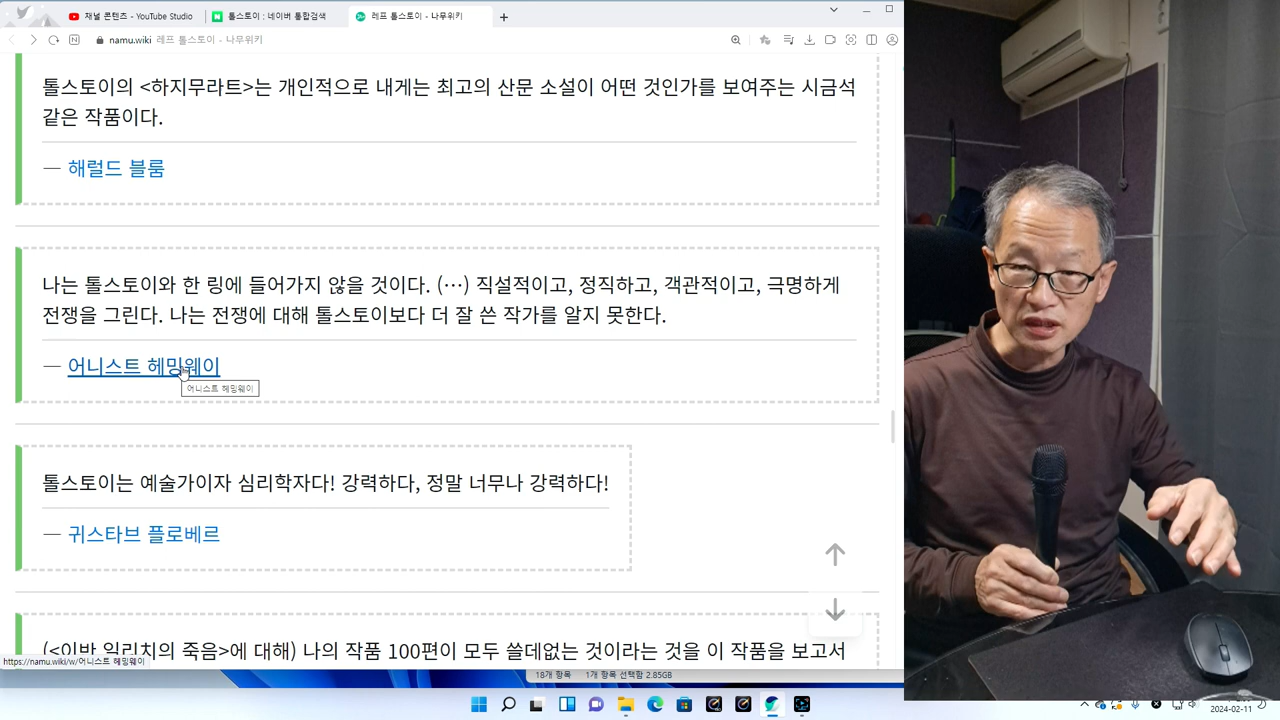 재널 콘텐츠 - YouTube Studio
톨스토이 : 네이버 통합검색
레프 톨스토이 - 나무위키
namu.wiki 레프 톨스토이 - 나무위키
톨스토이의 <하지무라트>는 개인적으로 내게는 최고의 산문 소설이 어떤 것인가를 보여주는 시금석
같은 작품이다.
— 해럴드 블룸
나는 톨스토이와 한 링에 들어가지 않을 것이다. (…) 직설적이고, 정직하고, 객관적이고, 극명하게
전쟁을 그린다. 나는 전쟁에 대해 톨스토이보다 더 잘 쓴 작가를 알지 못한다.
— 어니스트 헤밍웨이
어니스트 헤밍웨이
톨스토이는 예술가이자 심리학자다! 강력하다, 정말 너무나 강력하다!
— 귀스타브 플로베르
(<이반 일리치의 죽음>에 대해) 나의 작품 100편이 모두 쓸데없는 것이라는 것을 이 작품을 보고서
https://namu.wiki/w/어니스트 헤밍웨이
18개 항목 1개 항목 선택함 2.85GB
2024-02-11